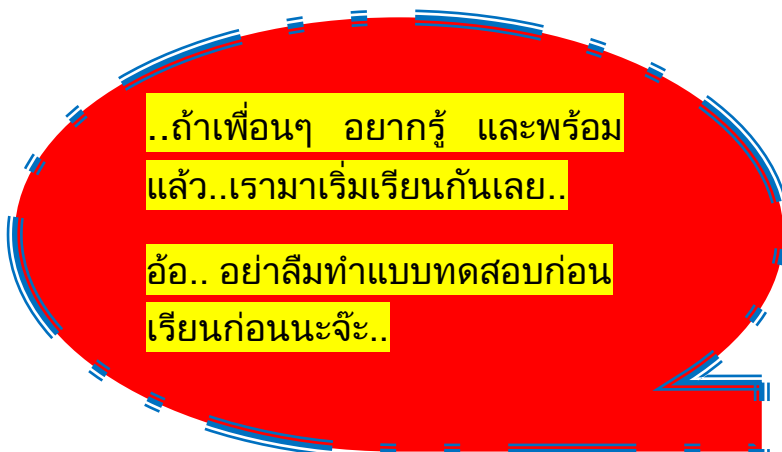 ..ถ้าเพื่อนๆ อยากรู้ และพร้อม
แล้ว..เรามาเริ่มเรียนกันเลย..
อ้อ.. อย่าลืมทำแบบทดสอบก่อน
เรียนก่อนนะจ๊ะ..